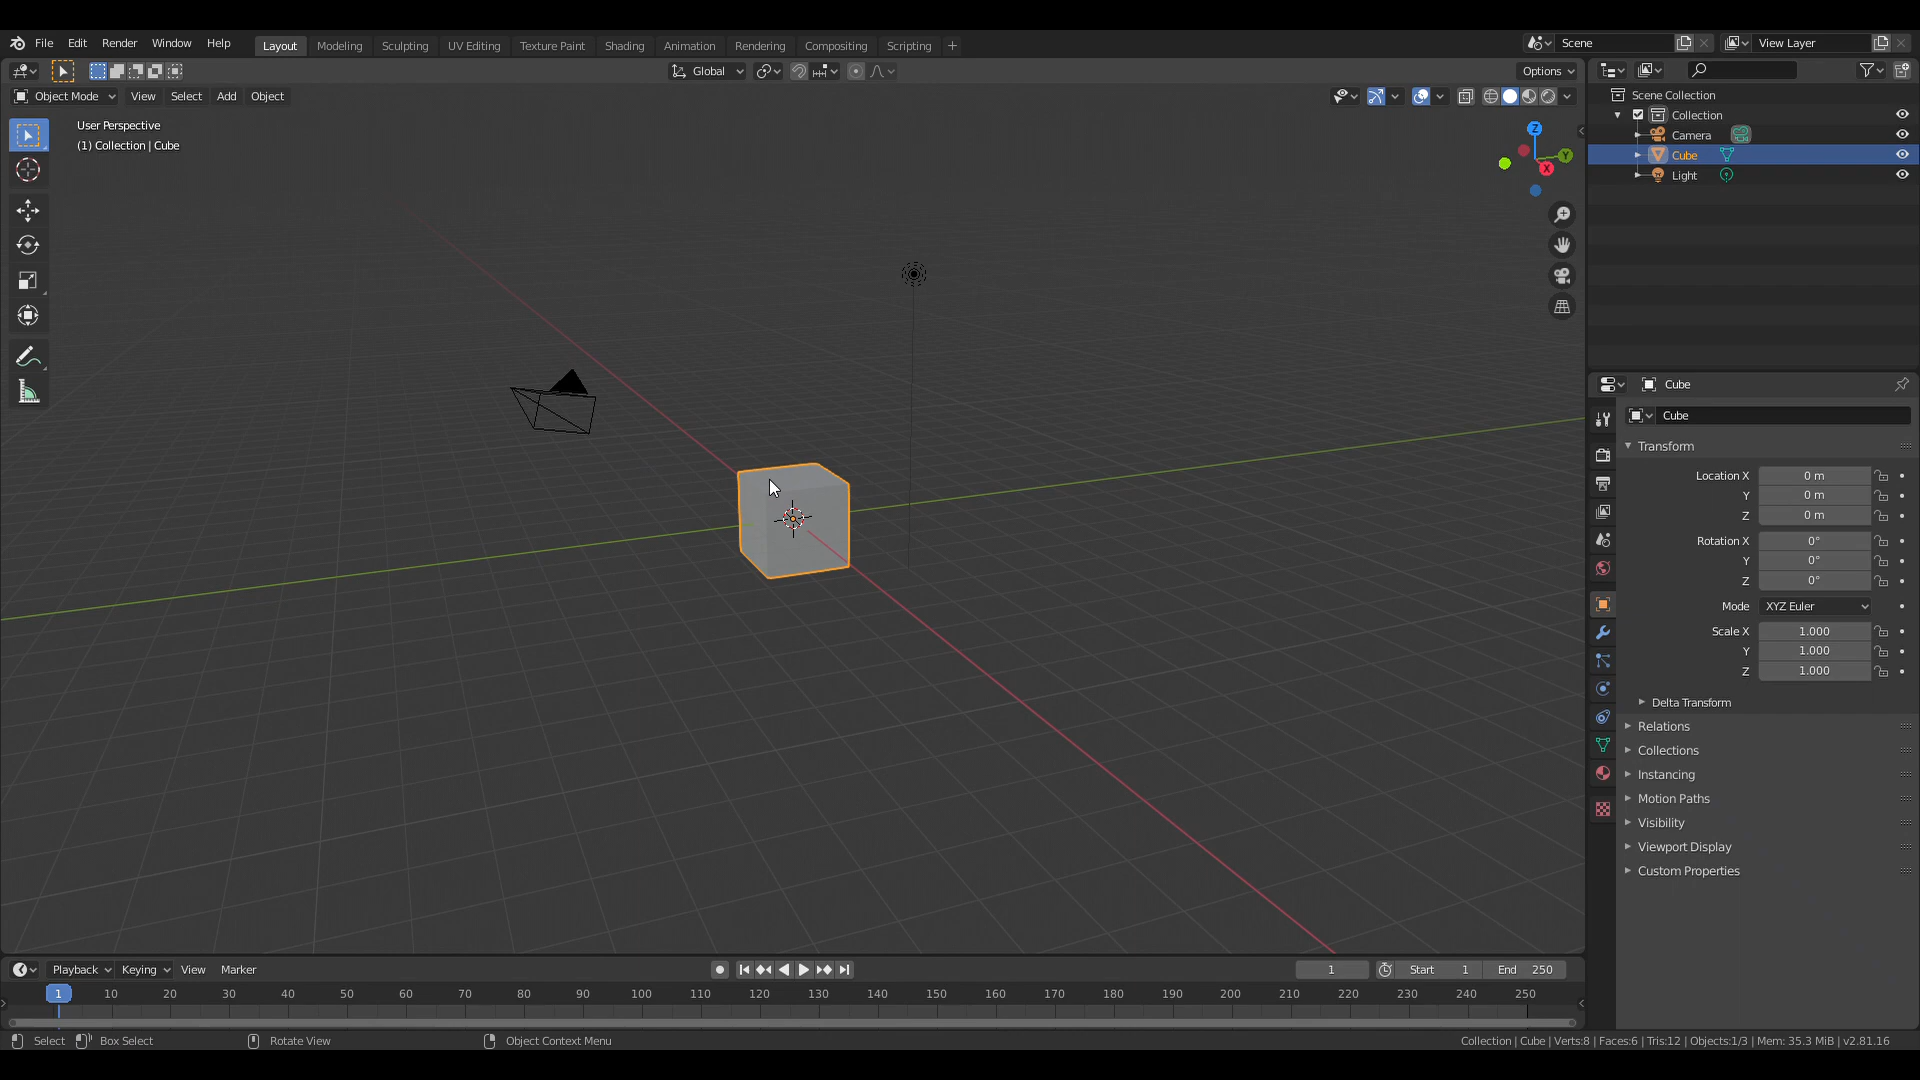 File Edit Render Window Help Layout Modeling Sculpting UV Editing Texture Paint Shading Animation Rendering Compositing Scripting + Scene View Layer
Global Options
Object Mode View Select Add Object
User Perspective
(1) Collection | Cube
Z
Y
X
Scene Collection
Collection
Camera
Cube
Light
Cube
Cube
Transform
Location X 0 m
Y 0 m
Z 0 m
Rotation X 0°
Y 0°
Z 0°
Mode XYZ Euler
Scale X 1.000
Y 1.000
Z 1.000
Delta Transform
Relations
Collections
Instancing
Motion Paths
Visibility
Viewport Display
Custom Properties
Playback Keying View Marker 1 Start 1 End 250
1 10 20 30 40 50 60 70 80 90 100 110 120 130 140 150 160 170 180 190 200 210 220 230 240 250
Select Box Select Rotate View Object Context Menu Collection | Cube | Verts:8 | Faces:6 | Tris:12 | Objects:1/3 | Mem: 35.3 MiB | v2.81.16